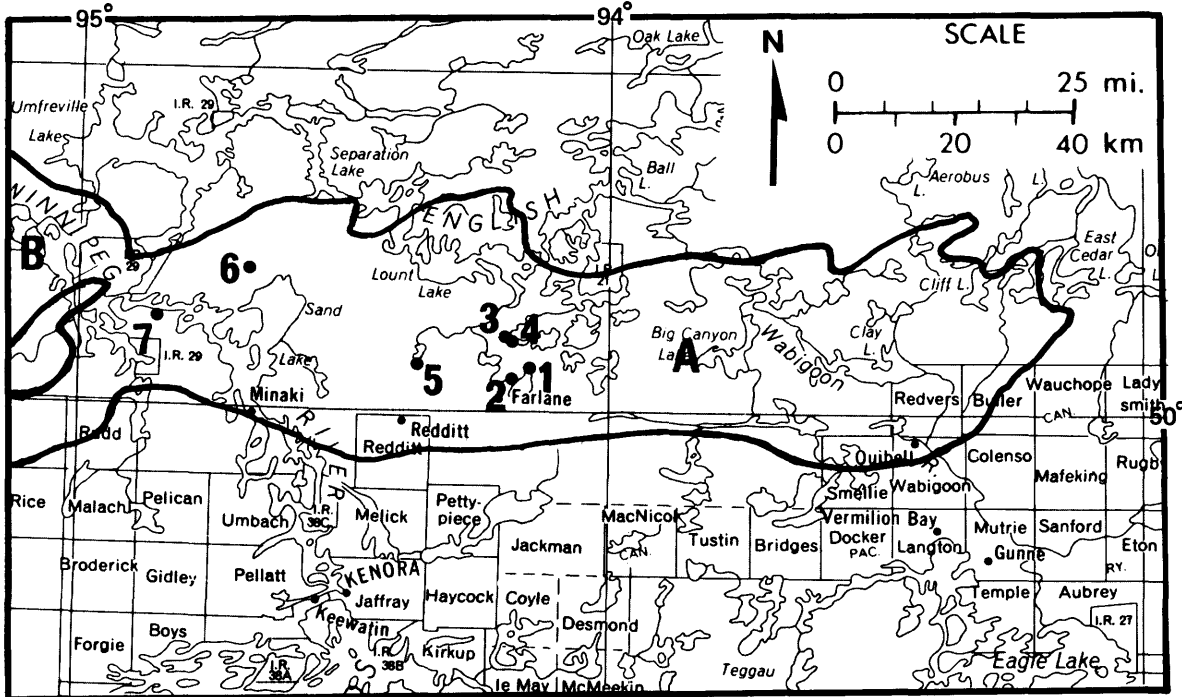 95°
94°
Oak Lake
N
SCALE
0 25 mi.
0 20 40 km
Umfreville
Lake
I.R. 29
Separation
Lake
Ball
L.
Aerobus
L.
L.
WINNIPEG
ENGLISH
B
29
6
Lount
Lake
East
Cedar
L.
Cliff L.
Sand
Lake
7
I.R. 29
3
4
5
2
1
Farlane
Big Canyon
Lake
A
Wabigoon
Clay
L.
Minaki
RIVER
Redditt
Redditt
Redvers
Buller
Wauchope
CAN.
Lady
smith
50°
Rudd
Quibell
R.
Colenso
Mafeking
Rugby
Rice
Malachi
Pelican
Umbach
I.R.
38C
Melick
Petty-
piece
MacNicol
CAN.
Tustin
Bridges
Smellie
Wabigoon
Vermilion Bay
Docker
PAC.
Langton
Mutrie
Gunne
Sanford
Eton
RY.
Jackman
Broderick
Gidley
Pellatt
KENORA
Jaffray
Keewatin
Haycock
Coyle
Desmond
Temple
Aubrey
I.R. 27
Forgie
Boys
I.R.
38A
I.R.
38B
Kirkup
le May
McMeekin
Teggau
Eagle Lake